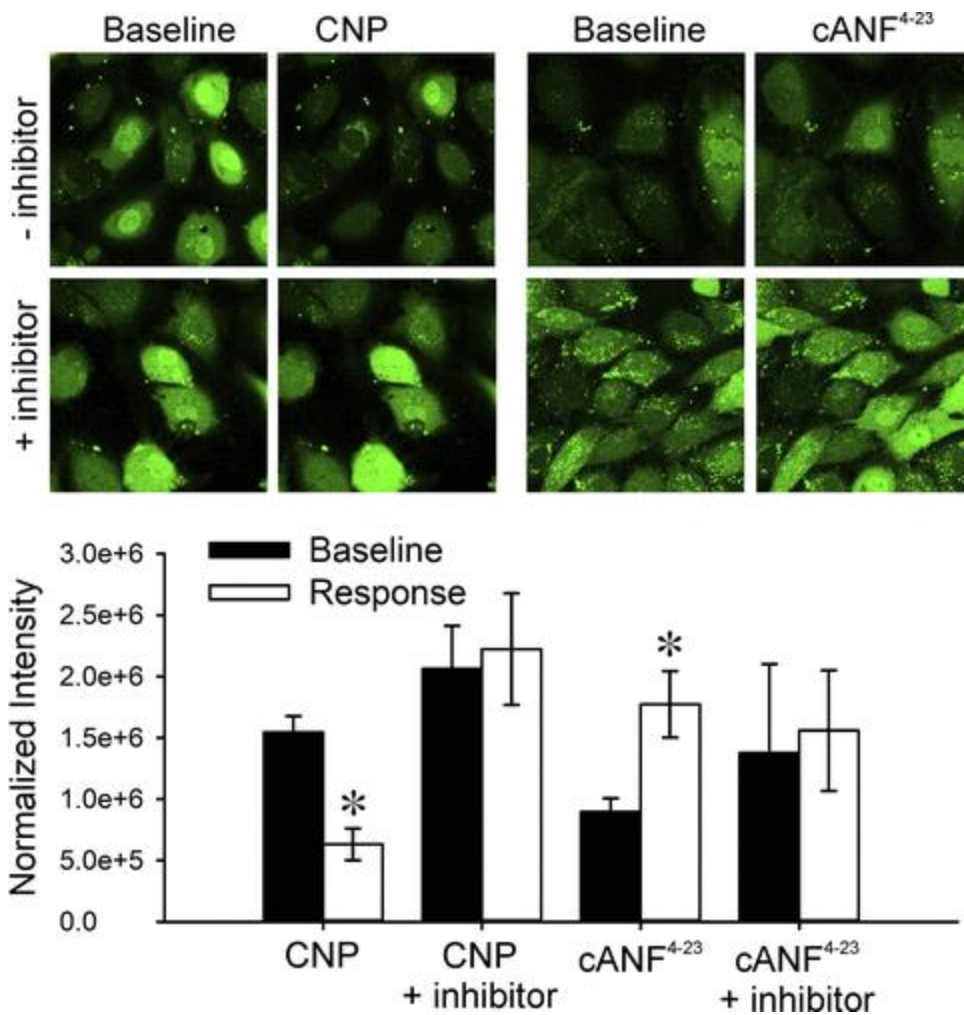 Baseline CNP Baseline cANF⁴⁻²³
- inhibitor
+ inhibitor
Normalized Intensity
3.0e+6
2.5e+6
2.0e+6
1.5e+6
1.0e+6
5.0e+5
0.0
Baseline
Response
*
*
CNP CNP cANF⁴⁻²³ cANF⁴⁻²³
+ inhibitor + inhibitor